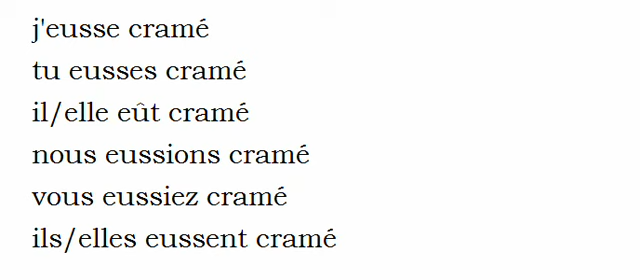 j'eusse cramé
tu eusses cramé
il/elle eût cramé
nous eussions cramé
vous eussiez cramé
ils/elles eussent cramé